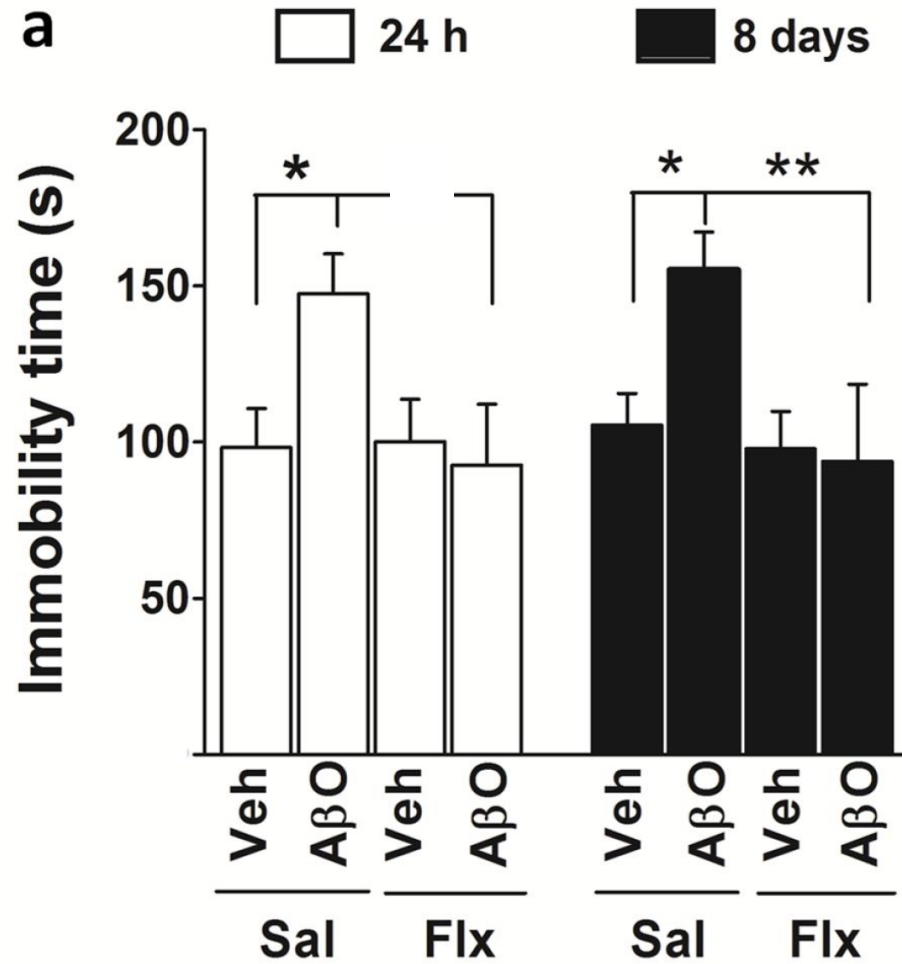 a
24 h
8 days
Immobility time (s)
200
150
100
50
*
* **
Veh AβO Veh AβO Veh AβO Veh AβO
Sal Flx Sal Flx